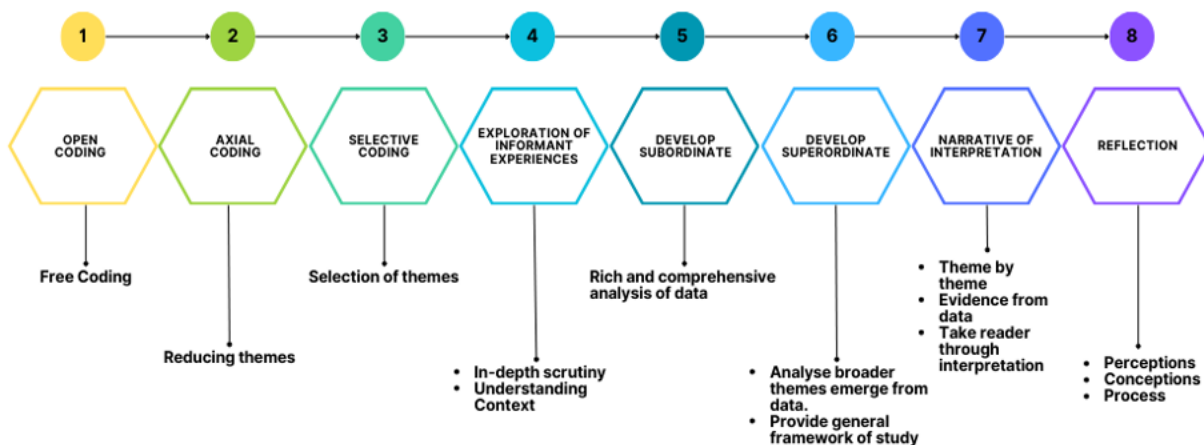 1
2
3
4
5
6
7
8
OPEN
CODING
AXIAL
CODING
SELECTIVE
CODING
EXPLORATION OF
INFORMANT
EXPERIENCES
DEVELOP
SUBORDINATE
DEVELOP
SUPERORDINATE
NARRATIVE OF
INTERPRETATION
REFLECTION
Free Coding
Reducing themes
Selection of themes
• In-depth scrutiny
• Understanding
Context
Rich and comprehensive
analysis of data
• Analyse broader
themes emerge from
data.
• Provide general
framework of study
• Theme by
theme
• Evidence from
data
• Take reader
through
interpretation
• Perceptions
• Conceptions
• Process